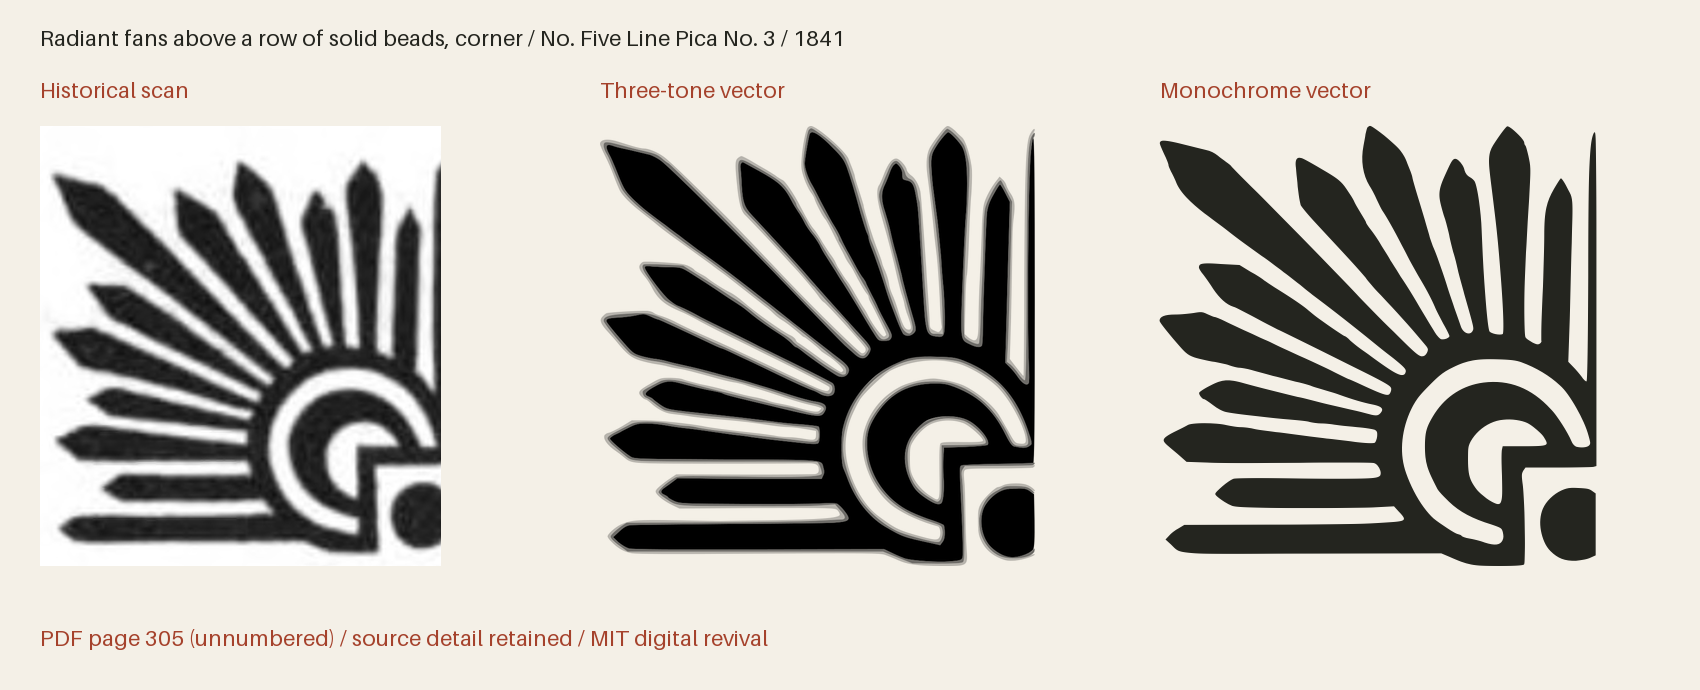 Radiant fans above a row of solid beads, corner / No. Five Line Pica No. 3 / 1841
Historical scan
Three-tone vector
Monochrome vector
PDF page 305 (unnumbered) / source detail retained / MIT digital revival